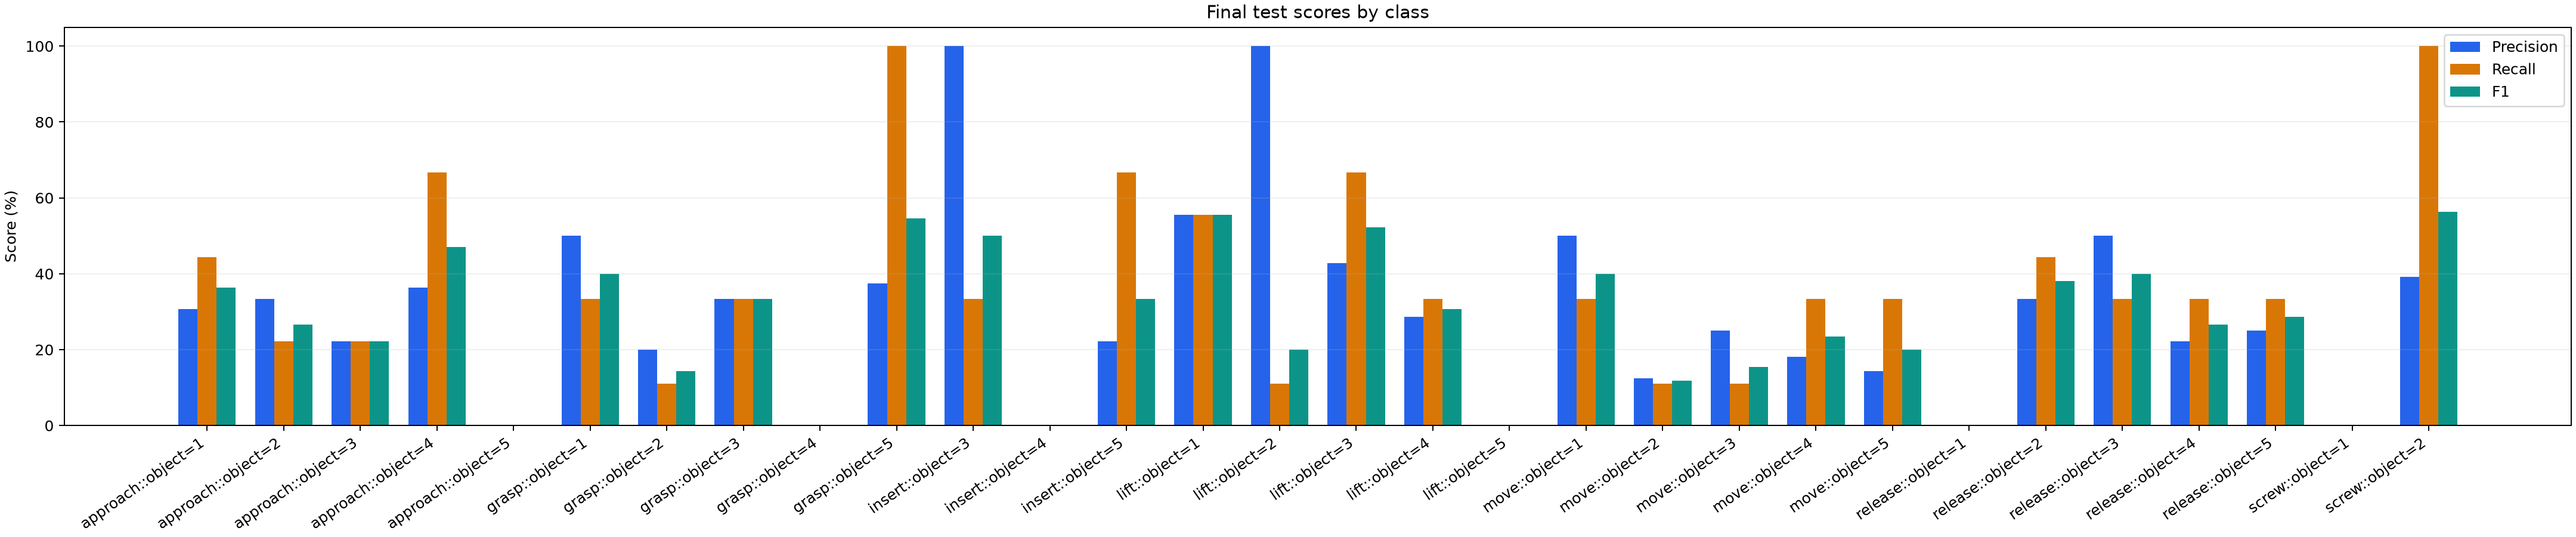 Final test scores by class
Score (%)
100
80
60
40
20
0
Precision
Recall
F1
approach::object=1
approach::object=2
approach::object=3
approach::object=4
approach::object=5
grasp::object=1
grasp::object=2
grasp::object=3
grasp::object=4
grasp::object=5
insert::object=3
insert::object=4
insert::object=5
lift::object=1
lift::object=2
lift::object=3
lift::object=4
lift::object=5
move::object=1
move::object=2
move::object=3
move::object=4
move::object=5
release::object=1
release::object=2
release::object=3
release::object=4
release::object=5
screw::object=1
screw::object=2